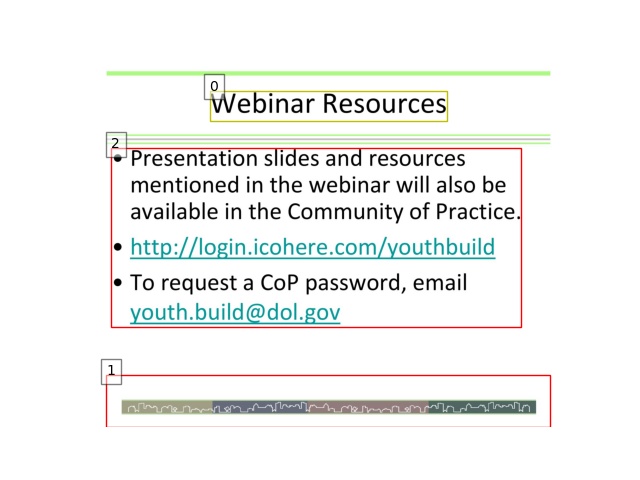 0
Webinar Resources
2
• Presentation slides and resources
mentioned in the webinar will also be
available in the Community of Practice.
• http://login.icohere.com/youthbuild
• To request a CoP password, email
youth.build@dol.gov
1